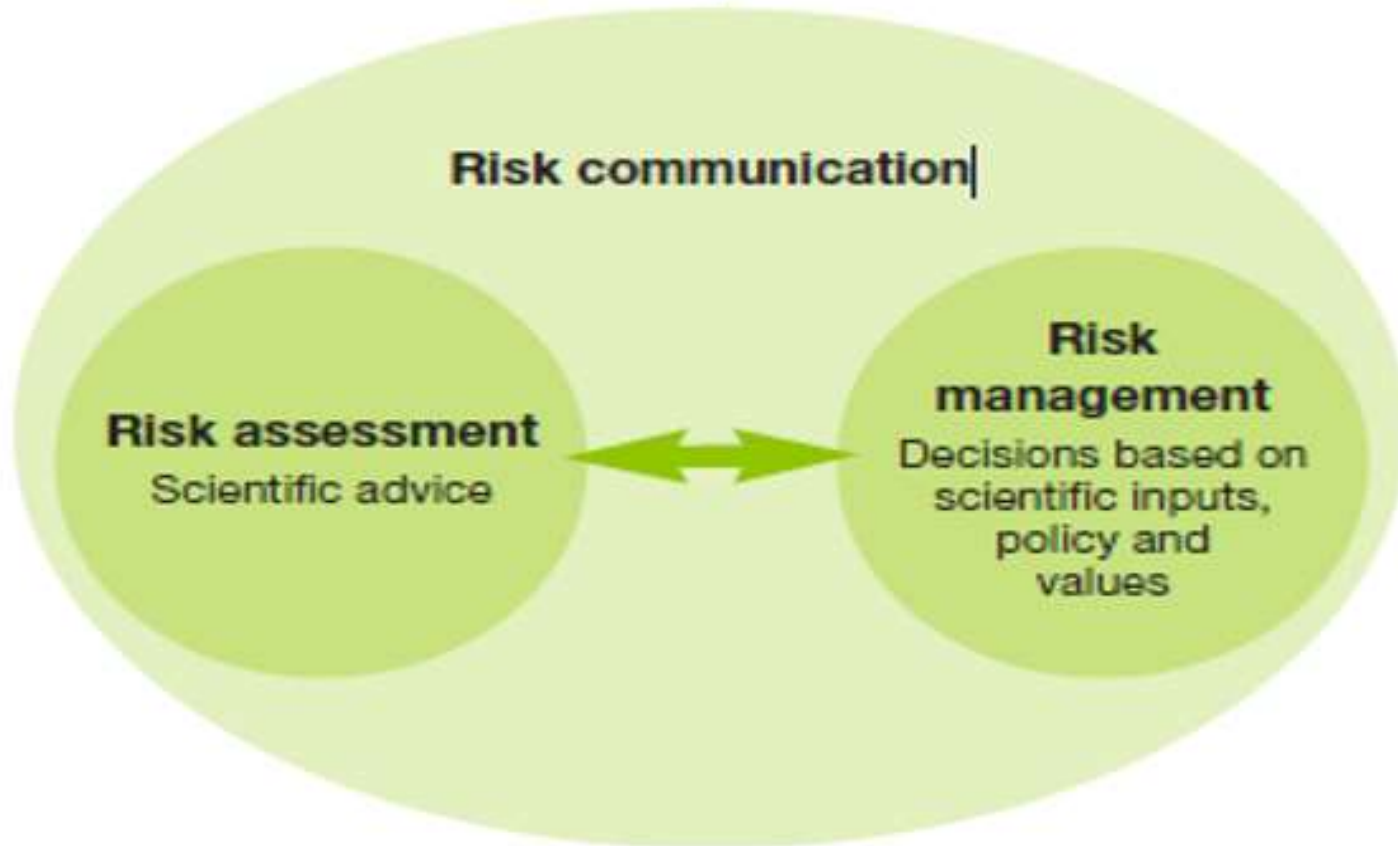 Risk communication
Risk assessment
Scientific advice
Risk
management
Decisions based on
scientific inputs,
policy and
values